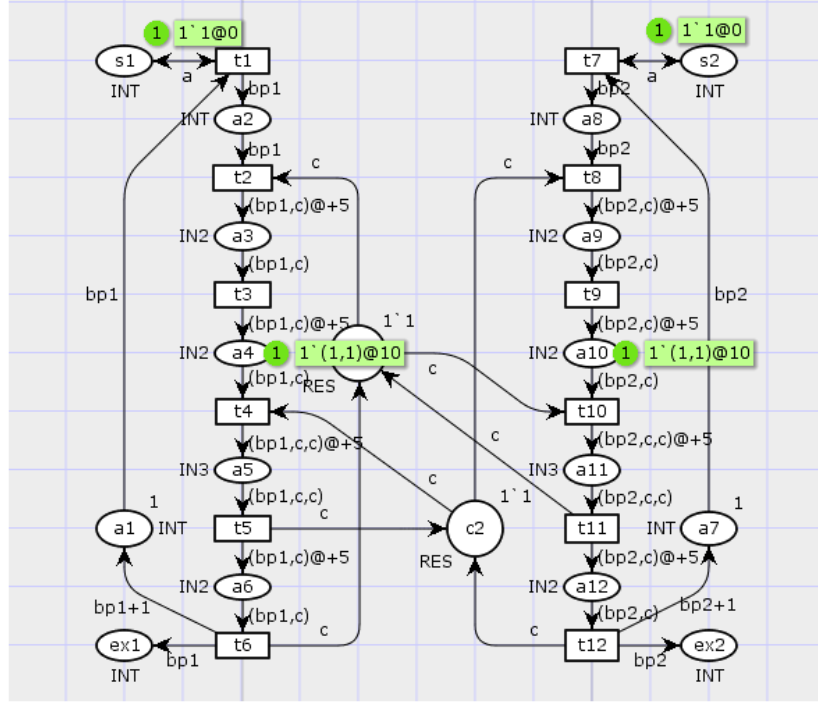 1 1`1@0
1 1`1@0
s1 t1 t7 s2
a a
INT bp1 bp2 INT
INT a2 INT a8
bp1 bp2
c c
t2 t8
(bp1,c)@+5 (bp2,c)@+5
IN2 a3 IN2 a9
(bp1,c) (bp2,c)
bp1 t3 t9 bp2
(bp1,c)@+5 1`1 (bp2,c)@+5
IN2 a4 1 1`(1,1)@10 IN2 a10 1 1`(1,1)@10
(bp1,c) RES c (bp2,c)
t4 t10
(bp1,c,c)@+5 c (bp2,c,c)@+5
IN3 a5 c IN3 a11
(bp1,c,c) 1`1 (bp2,c,c)
1 c 1
a1 INT t5 c2 t11 INT a7
(bp1,c)@+5 RES (bp2,c)@+5
IN2 a6 IN2 a12
bp1+1 (bp1,c) (bp2,c) bp2+1
c c
ex1 t6 t12 ex2
bp1 bp2
INT INT